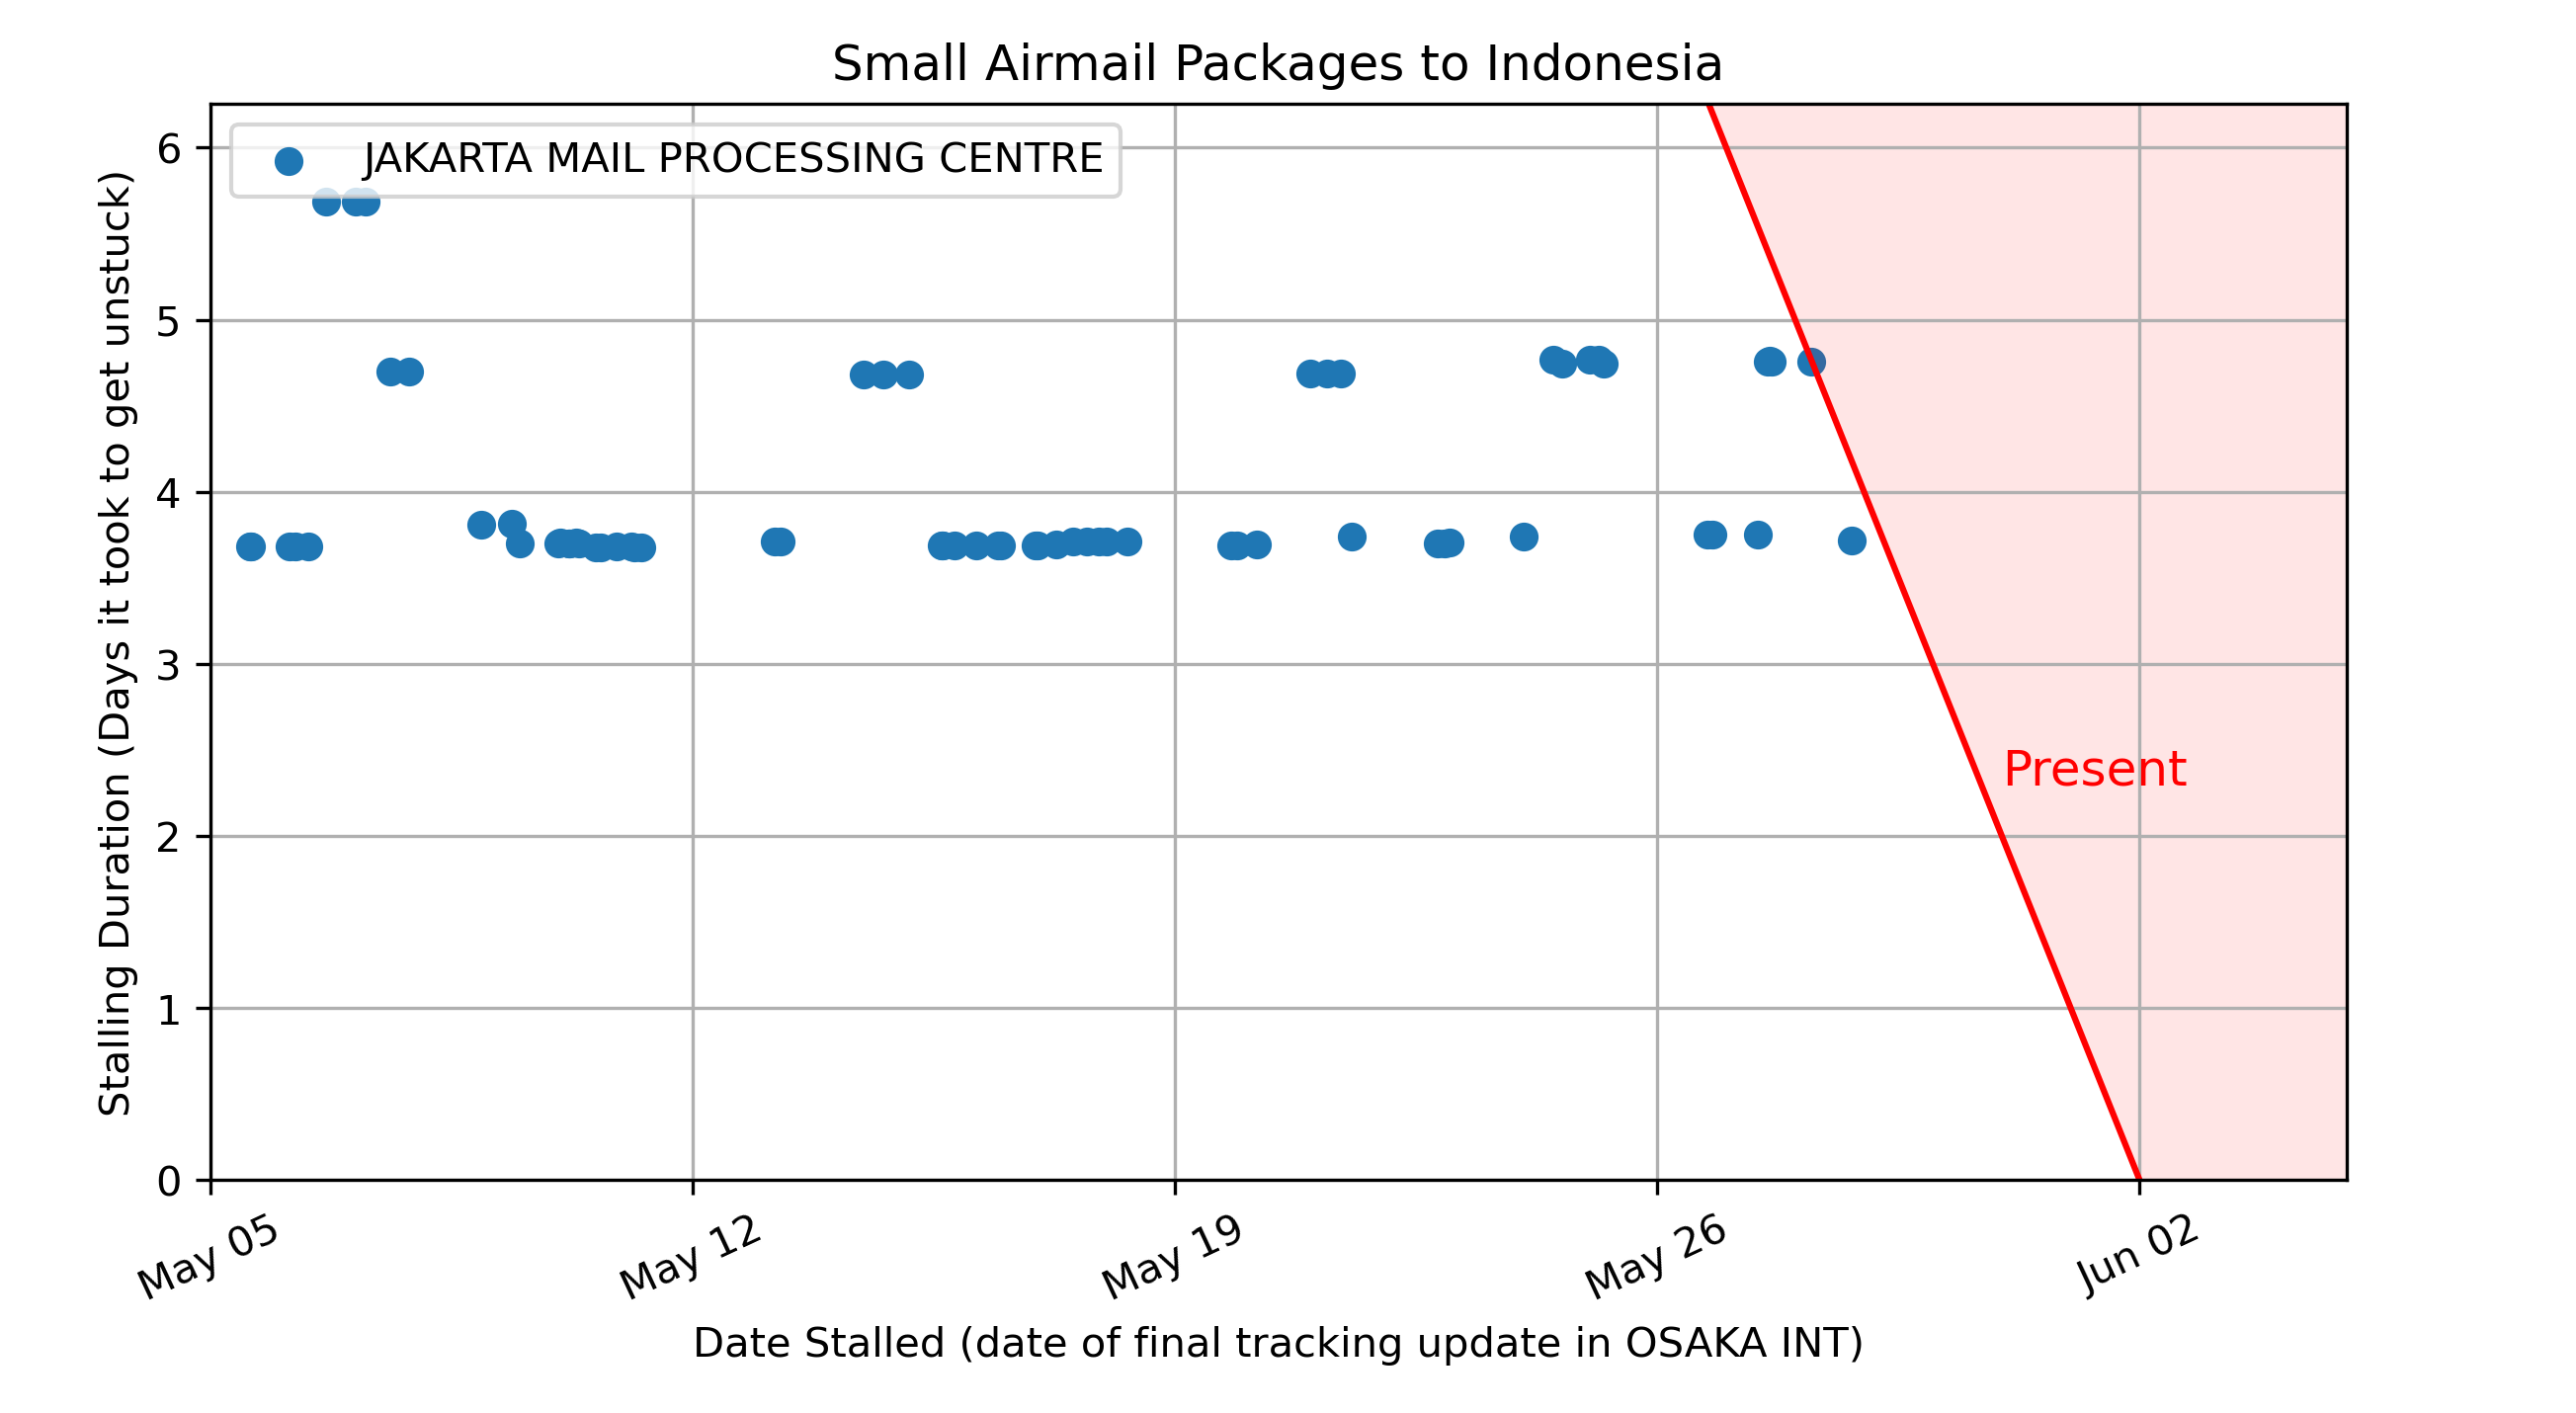 Small Airmail Packages to Indonesia
JAKARTA MAIL PROCESSING CENTRE
Stalling Duration (Days it took to get unstuck)
6
5
4
3
2
1
0
Present
May 05
May 12
May 19
May 26
Jun 02
Date Stalled (date of final tracking update in OSAKA INT)